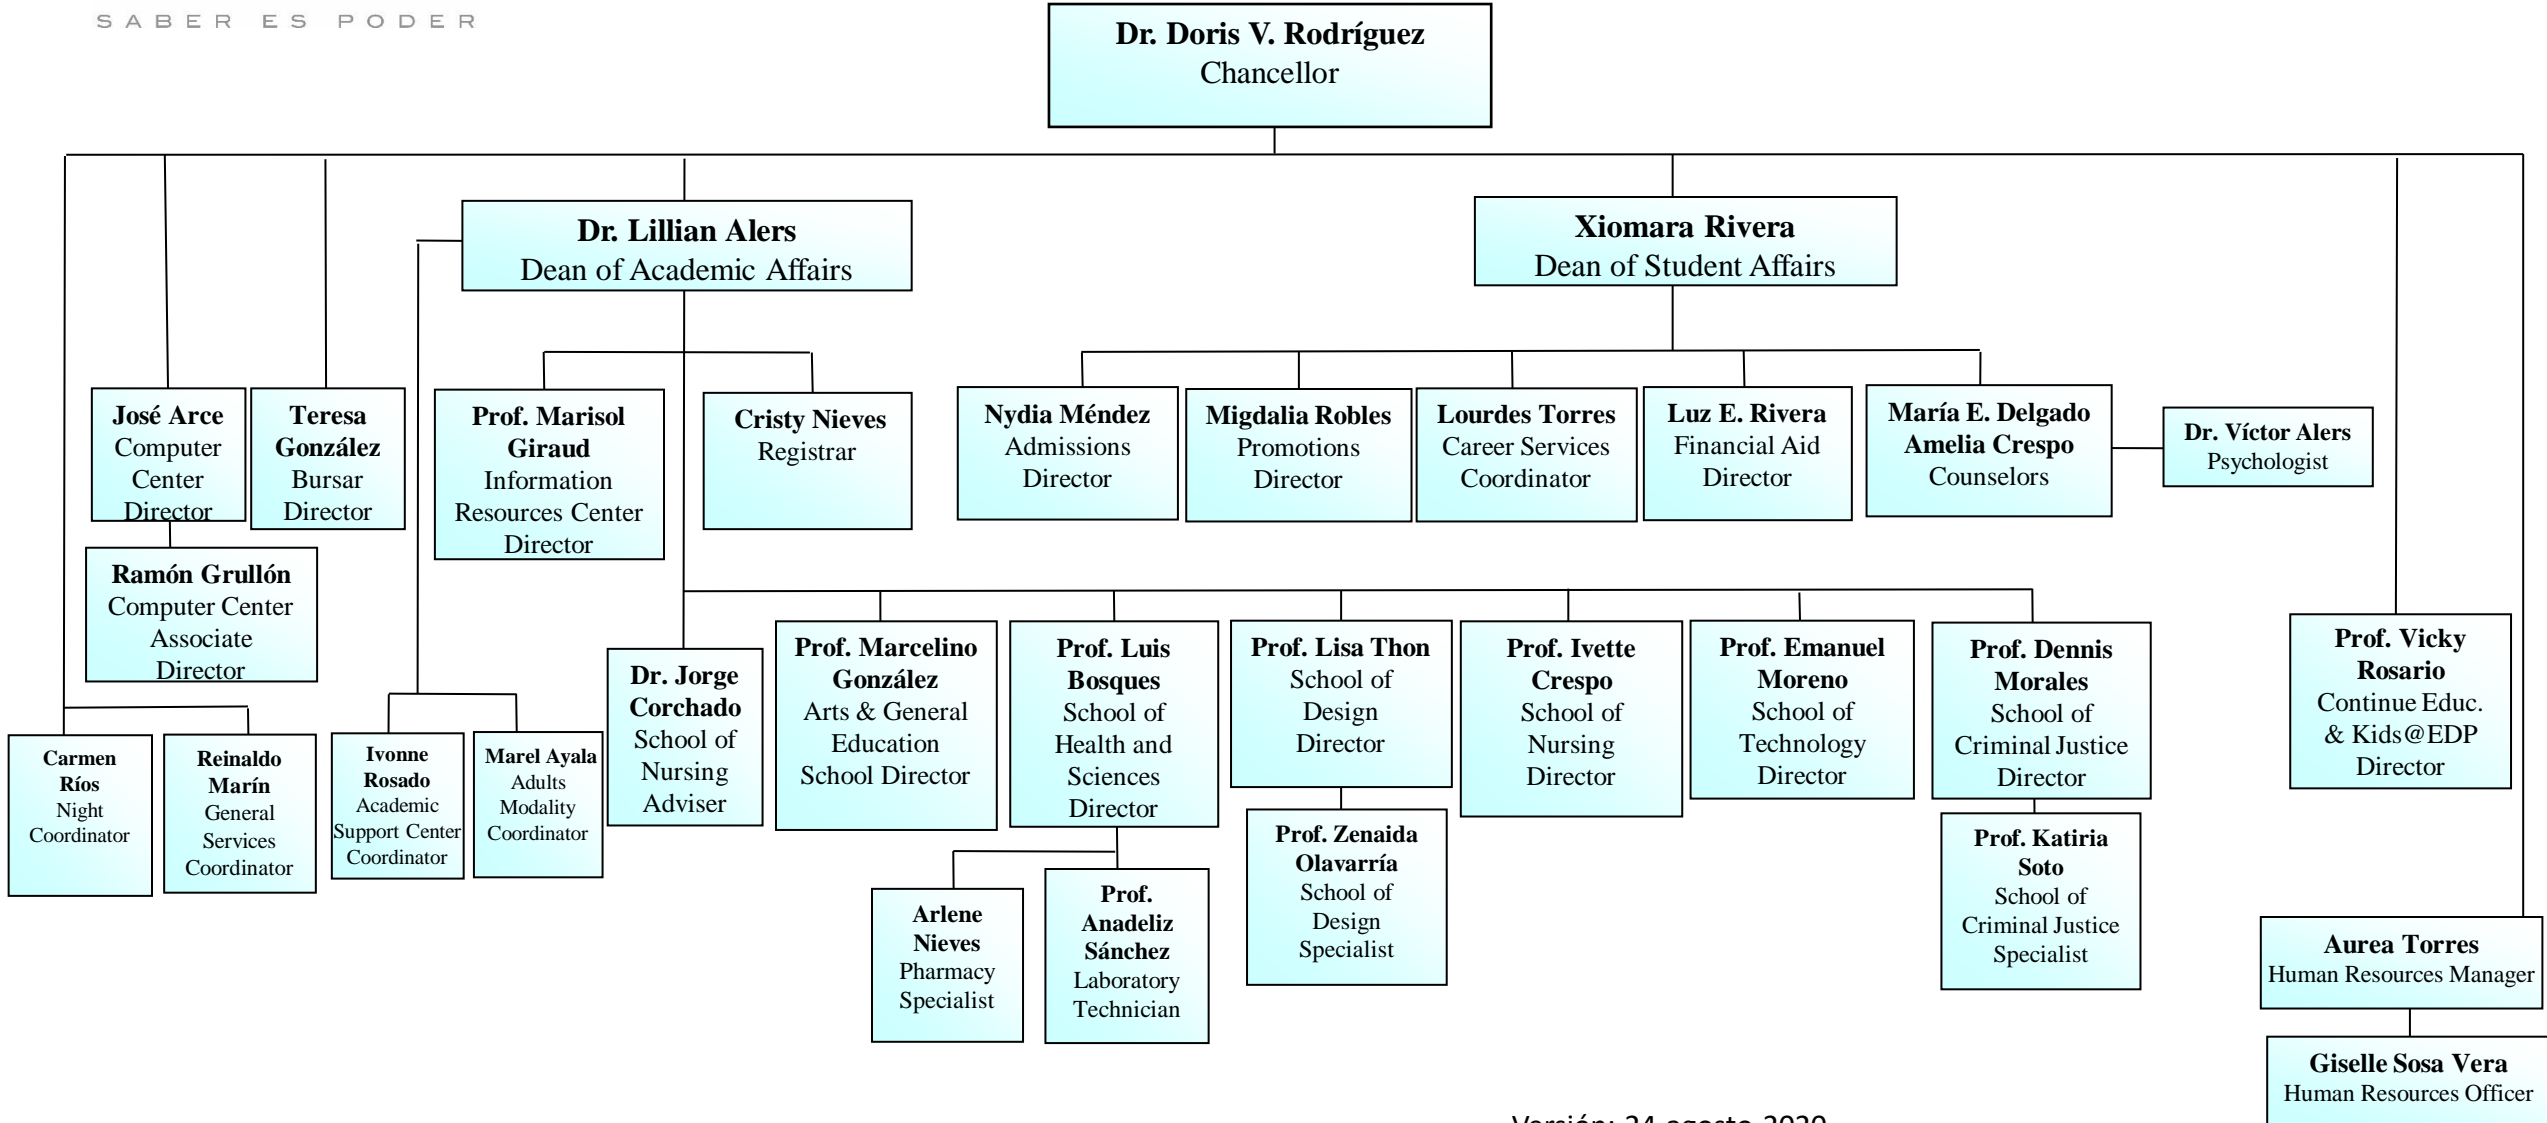 SABER ES PODER
Dr. Doris V. Rodríguez
Chancellor
Dr. Lillian Alers
Dean of Academic Affairs
Xiomara Rivera
Dean of Student Affairs
José Arce
Computer
Center
Director
Teresa
González
Bursar
Director
Prof. Marisol
Giraud
Information
Resources Center
Director
Cristy Nieves
Registrar
Nydia Méndez
Admissions
Director
Migdalia Robles
Promotions
Director
Lourdes Torres
Career Services
Coordinator
Luz E. Rivera
Financial Aid
Director
María E. Delgado
Amelia Crespo
Counselors
Dr. Víctor Alers
Psychologist
Ramón Grullón
Computer Center
Associate
Director
Carmen
Ríos
Night
Coordinator
Reinaldo
Marín
General
Services
Coordinator
Ivonne
Rosado
Academic
Support Center
Coordinator
Marel Ayala
Adults
Modality
Coordinator
Dr. Jorge
Corchado
School of
Nursing
Adviser
Prof. Marcelino
González
Arts & General
Education
School Director
Prof. Luis
Bosques
School of
Health and
Sciences
Director
Prof. Lisa Thon
School of
Design
Director
Prof. Ivette
Crespo
School of
Nursing
Director
Prof. Emanuel
Moreno
School of
Technology
Director
Prof. Dennis
Morales
School of
Criminal Justice
Director
Prof. Vicky
Rosario
Continue Educ.
& Kids@EDP
Director
Arlene
Nieves
Pharmacy
Specialist
Prof.
Anadeliz
Sánchez
Laboratory
Technician
Prof. Zenaida
Olavarría
School of
Design
Specialist
Prof. Katiria
Soto
School of
Criminal Justice
Specialist
Aurea Torres
Human Resources Manager
Giselle Sosa Vera
Human Resources Officer
Versión: 24 agosto 2020